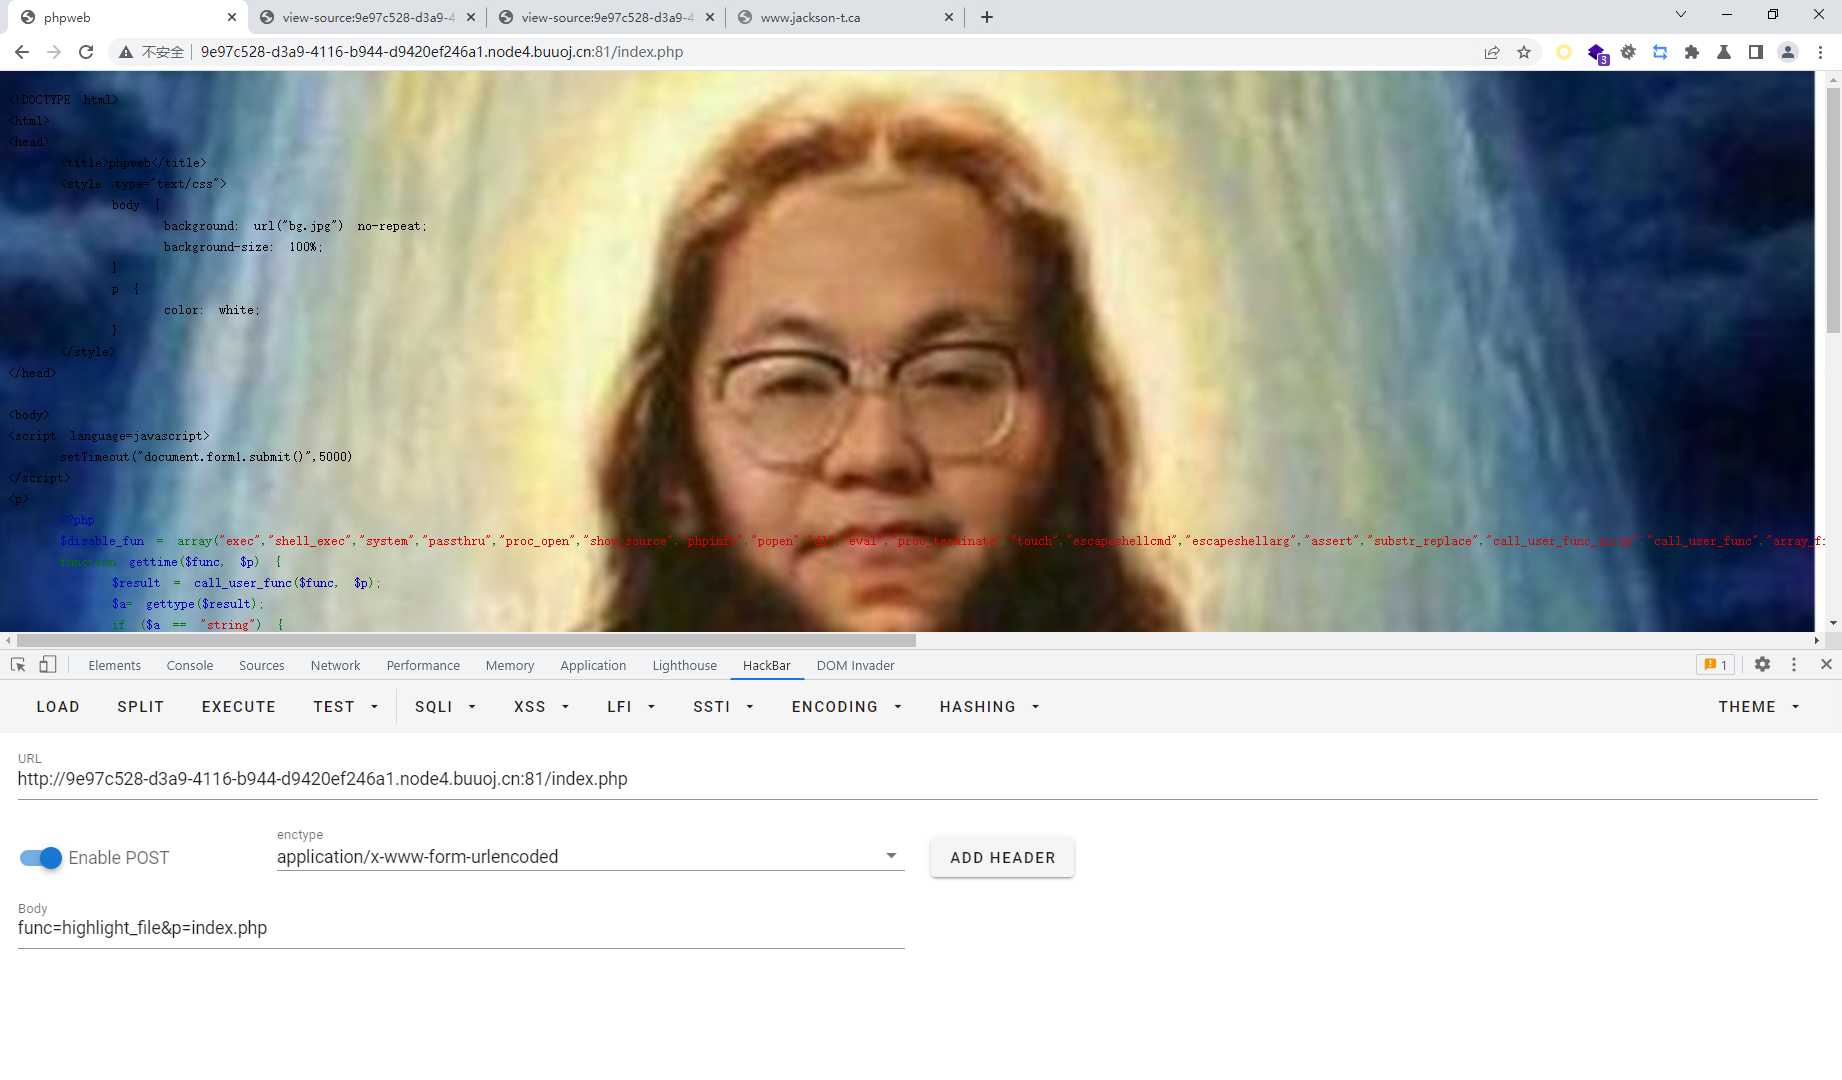 phpweb
view-source:9e97c528-d3a9-4
view-source:9e97c528-d3a9-4
www.jackson-t.ca
不安全
9e97c528-d3a9-4116-b944-d9420ef246a1.node4.buuoj.cn:81/index.php
3
<!DOCTYPE html>
<html>
<head>
<title>phpweb</title>
<style type="text/css">
body {
background: url("bg.jpg") no-repeat;
background-size: 100%;
}
p {
color: white;
}
</style>
</head>
<body>
<script language=javascript>
setTimeout("document.form1.submit()",5000)
</script>
<p>
<?php
$disable_fun = array("exec","shell_exec","system","passthru","proc_open","show_source","phpinfo","popen","dl","eval","proc_terminate","touch","escapeshellcmd","escapeshellarg","assert","substr_replace","call_user_func_array","call_user_func","array_fi
function gettime($func, $p) {
$result = call_user_func($func, $p);
$a= gettype($result);
if ($a == "string") {
Elements Console Sources Network Performance Memory Application Lighthouse HackBar DOM Invader 1
LOAD SPLIT EXECUTE TEST SQLI XSS LFI SSTI ENCODING HASHING THEME
URL
http://9e97c528-d3a9-4116-b944-d9420ef246a1.node4.buuoj.cn:81/index.php
enctype
Enable POST application/x-www-form-urlencoded ADD HEADER
Body
func=highlight_file&p=index.php